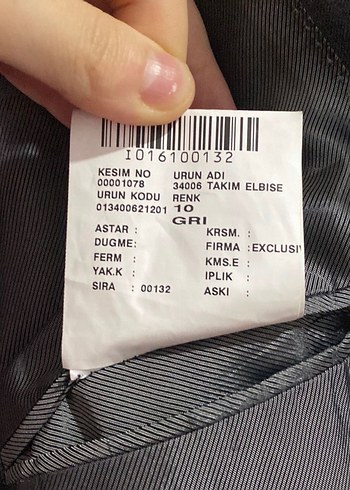 I016100132
KESIM NO URUN ADI
00001078 34006 TAKIM ELBISE
URUN KODU RENK
013400621201 10
GRI
ASTAR : KRSM. :
DUGME: FIRMA :EXCLUSIV
FERM : KMS.E :
YAK.K : IPLIK :
SIRA : 00132 ASKI :